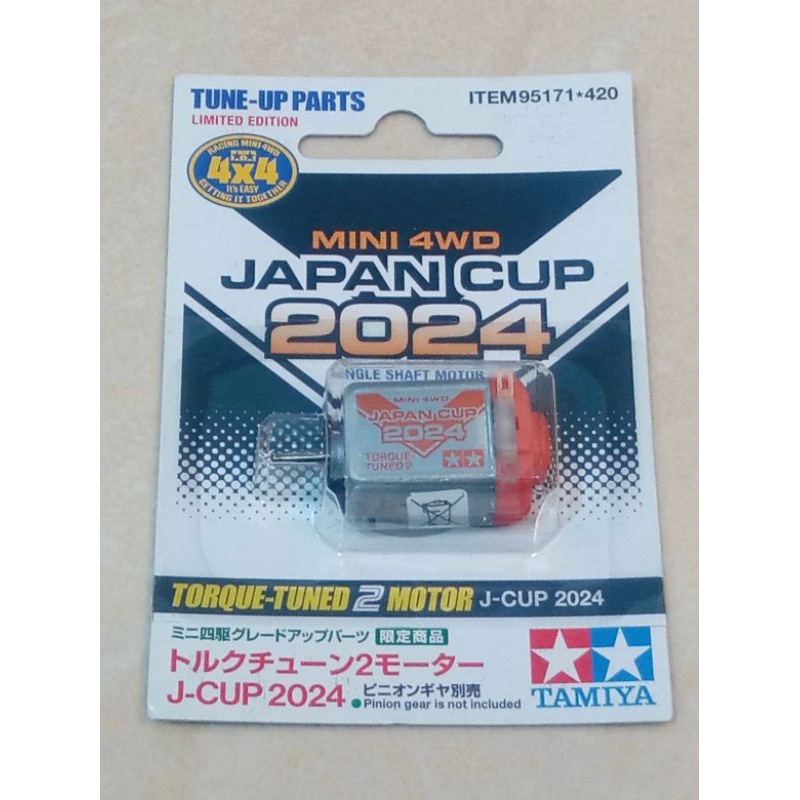 TUNE-UP PARTS
LIMITED EDITION
ITEM95171*420
RACING MINI 4WD
4x4
It's EASY
GETTING IT TOGETHER
MINI 4WD
JAPAN CUP
2024
NGLE SHAFT MOTOR
MINI 4WD
JAPAN CUP
2024
TORQUE-
TUNED 2
TORQUE-TUNED 2 MOTOR J-CUP 2024
ミニ四駆グレードアップパーツ 限定商品
トルクチューン2モーター
J-CUP 2024 ピニオンギヤ別売
●Pinion gear is not included
TAMIYA